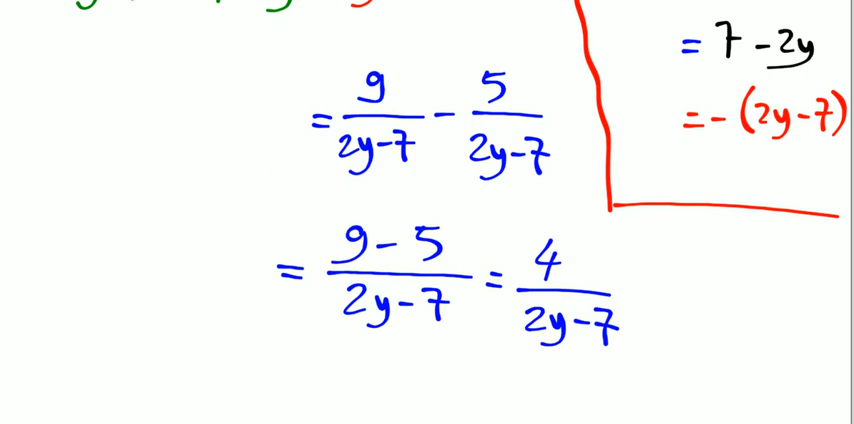 = 7 - 2y
= - (2y-7)
= 9/(2y-7) - 5/(2y-7)
= (9-5)/(2y-7) = 4/(2y-7)